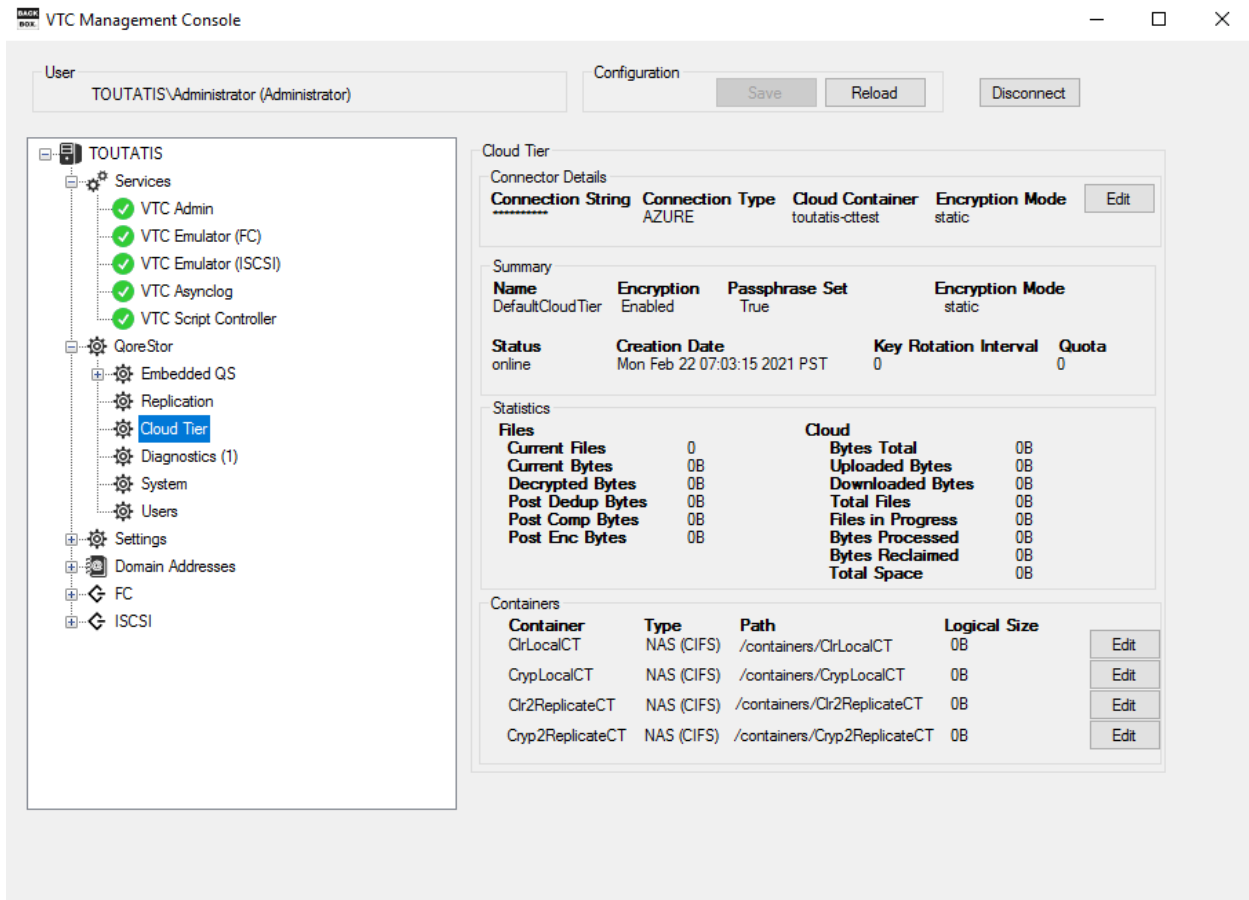 BACK BOX VTC Management Console
User
TOUTATIS\Administrator (Administrator)
Configuration
Save Reload
Disconnect
TOUTATIS
Services
VTC Admin
VTC Emulator (FC)
VTC Emulator (ISCSI)
VTC Asynclog
VTC Script Controller
QoreStor
Embedded QS
Replication
Cloud Tier
Diagnostics (1)
System
Users
Settings
Domain Addresses
FC
ISCSI
Cloud Tier
Connector Details
Connection String Connection Type Cloud Container Encryption Mode Edit
********** AZURE toutatis-cttest static
Summary
Name Encryption Passphrase Set Encryption Mode
DefaultCloudTier Enabled True static
Status Creation Date Key Rotation Interval Quota
online Mon Feb 22 07:03:15 2021 PST 0 0
Statistics
Files Cloud
Current Files 0 Bytes Total 0B
Current Bytes 0B Uploaded Bytes 0B
Decrypted Bytes 0B Downloaded Bytes 0B
Post Dedup Bytes 0B Total Files 0B
Post Comp Bytes 0B Files in Progress 0B
Post Enc Bytes 0B Bytes Processed 0B
Bytes Reclaimed 0B
Total Space 0B
Containers
Container Type Path Logical Size
ClrLocalCT NAS (CIFS) /containers/ClrLocalCT 0B Edit
CrypLocalCT NAS (CIFS) /containers/CrypLocalCT 0B Edit
Clr2ReplicateCT NAS (CIFS) /containers/Clr2ReplicateCT 0B Edit
Cryp2ReplicateCT NAS (CIFS) /containers/Cryp2ReplicateCT 0B Edit